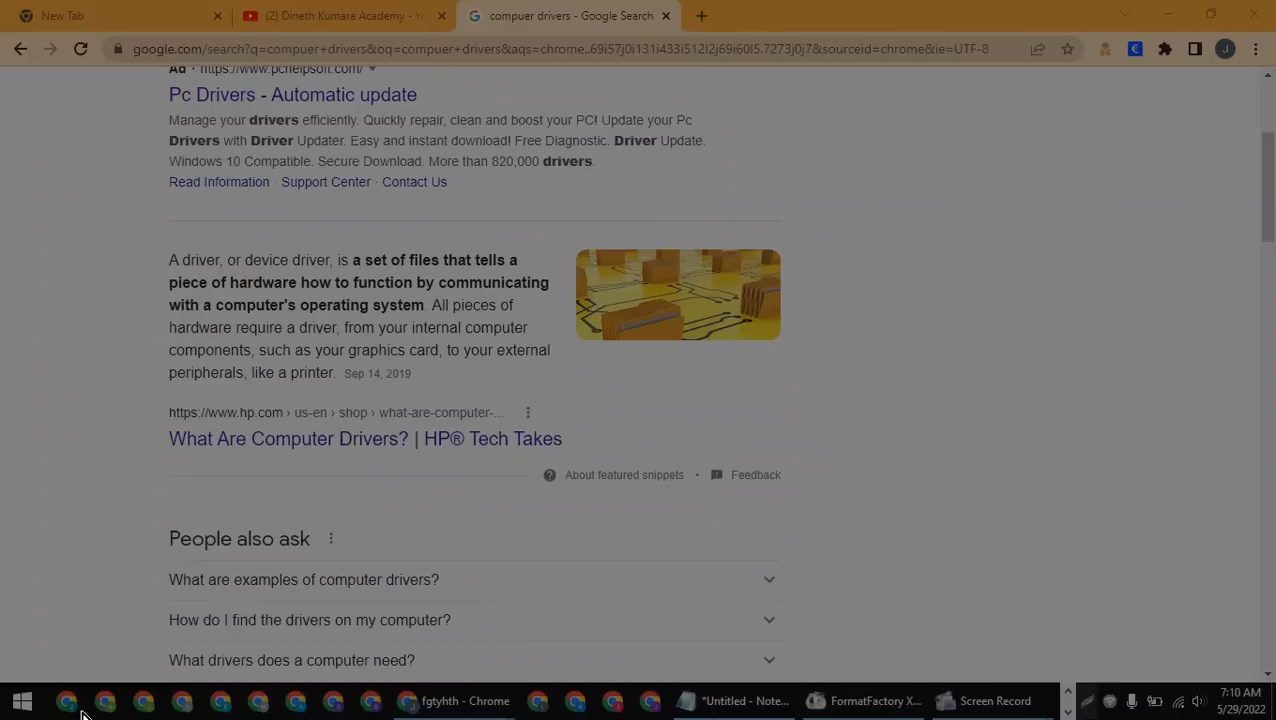 New Tab
(2) Dineth Kumara Academy - Yo
compuer drivers - Google Search
google.com/search?q=compuer+drivers&oq=compuer+drivers&aqs=chrome..69i57j0i131i433i512l2j69i60l5.7273j0j7&sourceid=chrome&ie=UTF-8
J
Ad · https://www.pchelpsoft.com/
Pc Drivers - Automatic update
Manage your drivers efficiently. Quickly repair, clean and boost your PC! Update your Pc
Drivers with Driver Updater. Easy and instant download! Free Diagnostic. Driver Update.
Windows 10 Compatible. Secure Download. More than 820,000 drivers.
Read Information · Support Center · Contact Us
A driver, or device driver, is a set of files that tells a
piece of hardware how to function by communicating
with a computer's operating system. All pieces of
hardware require a driver, from your internal computer
components, such as your graphics card, to your external
peripherals, like a printer. Sep 14, 2019
https://www.hp.com › us-en › shop › what-are-computer-...
What Are Computer Drivers? | HP® Tech Takes
About featured snippets • Feedback
People also ask
What are examples of computer drivers?
How do I find the drivers on my computer?
What drivers does a computer need?
fgtyhth - Chrome
*Untitled - Note...
FormatFactory X...
Screen Record
7:10 AM
5/29/2022